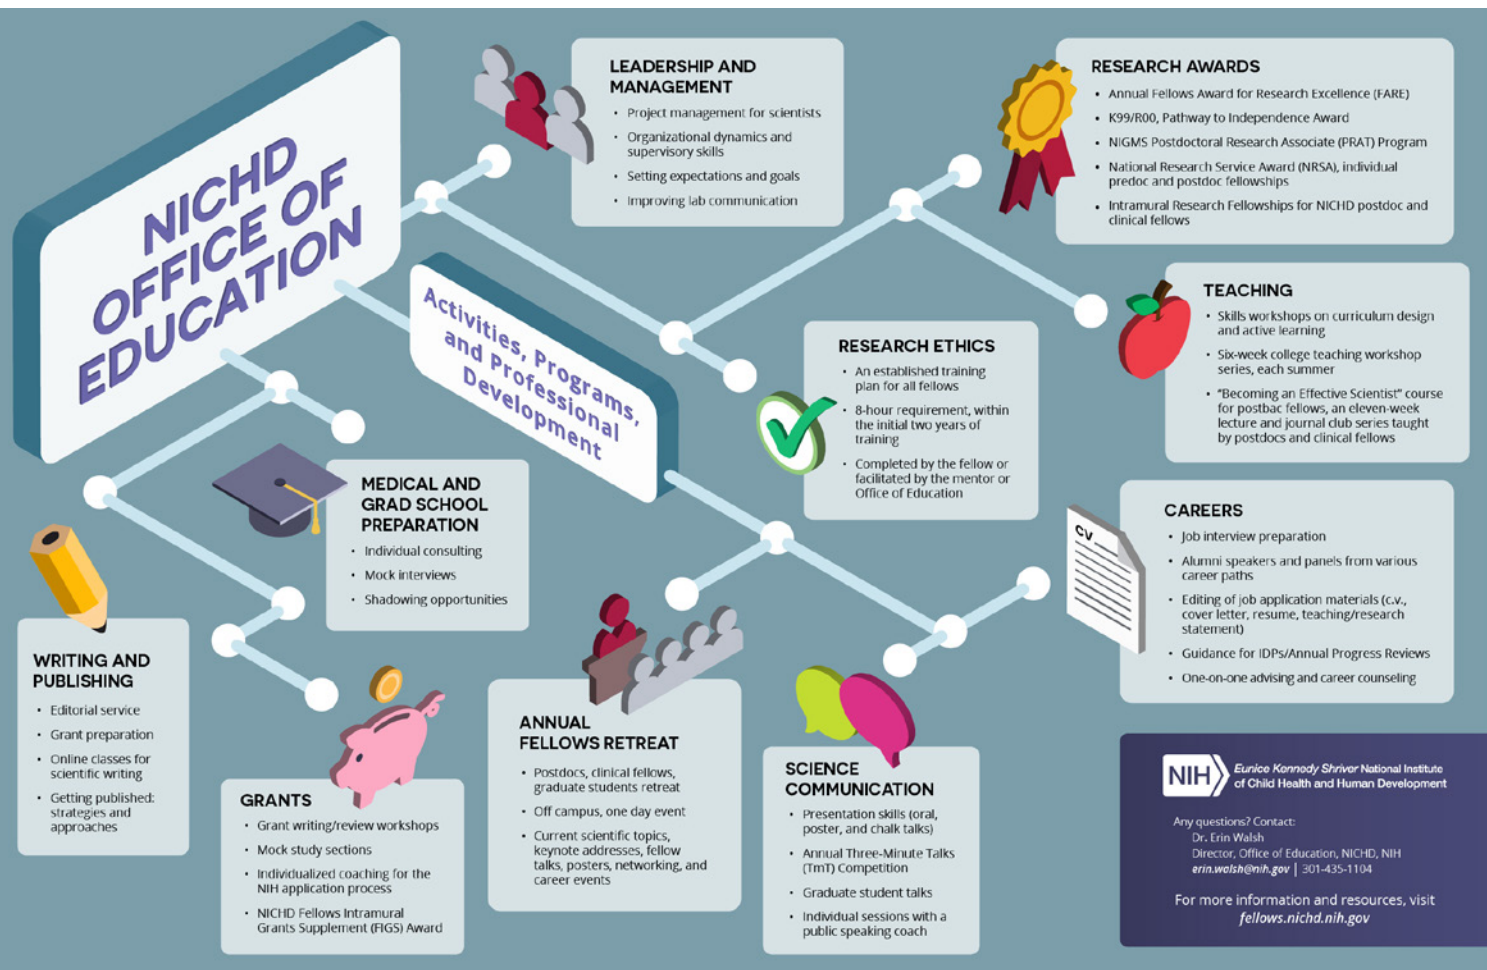 NICHD
OFFICE OF
EDUCATION
Activities, Programs,
and Professional
Development
LEADERSHIP AND
MANAGEMENT
• Project management for scientists
• Organizational dynamics and
supervisory skills
• Setting expectations and goals
• Improving lab communication
RESEARCH AWARDS
• Annual Fellows Award for Research Excellence (FARE)
• K99/R00, Pathway to Independence Award
• NIGMS Postdoctoral Research Associate (PRAT) Program
• National Research Service Award (NRSA), individual
predoc and postdoc fellowships
• Intramural Research Fellowships for NICHD postdoc and
clinical fellows
TEACHING
• Skills workshops on curriculum design
and active learning
• Six-week college teaching workshop
series, each summer
• “Becoming an Effective Scientist” course
for postbac fellows, an eleven-week
lecture and journal club series taught
by postdocs and clinical fellows
RESEARCH ETHICS
• An established training
plan for all fellows
• 8-hour requirement, within
the initial two years of
training
• Completed by the fellow or
facilitated by the mentor or
Office of Education
MEDICAL AND
GRAD SCHOOL
PREPARATION
• Individual consulting
• Mock interviews
• Shadowing opportunities
CV
CAREERS
• Job interview preparation
• Alumni speakers and panels from various
career paths
• Editing of job application materials (c.v.,
cover letter, resume, teaching/research
statement)
• Guidance for IDPs/Annual Progress Reviews
• One-on-one advising and career counseling
WRITING AND
PUBLISHING
• Editorial service
• Grant preparation
• Online classes for
scientific writing
• Getting published:
strategies and
approaches
GRANTS
• Grant writing/review workshops
• Mock study sections
• Individualized coaching for the
NIH application process
• NICHD Fellows Intramural
Grants Supplement (FIGS) Award
ANNUAL
FELLOWS RETREAT
• Postdocs, clinical fellows,
graduate students retreat
• Off campus, one day event
• Current scientific topics,
keynote addresses, fellow
talks, posters, networking, and
career events
SCIENCE
COMMUNICATION
• Presentation skills (oral,
poster, and chalk talks)
• Annual Three-Minute Talks
(TmT) Competition
• Graduate student talks
• Individual sessions with a
public speaking coach
NIH
Eunice Kennedy Shriver National Institute
of Child Health and Human Development
Any questions? Contact:
Dr. Erin Walsh
Director, Office of Education, NICHD, NIH
erin.walsh@nih.gov | 301-435-1104
For more information and resources, visit
fellows.nichd.nih.gov